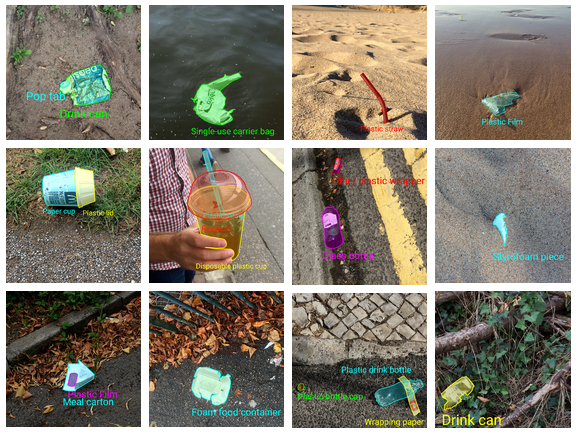 Pop tab
Drink can
Single-use carrier bag
Plastic straw
Plastic Film
Paper cup
Plastic lid
Disposable plastic cup
plastic wrapper
Glass bottle
Styrofoam piece
Plastic Film
Meal carton
Foam food container
Plastic drink bottle
Plastic bottle cap
Wrapping paper
Drink can